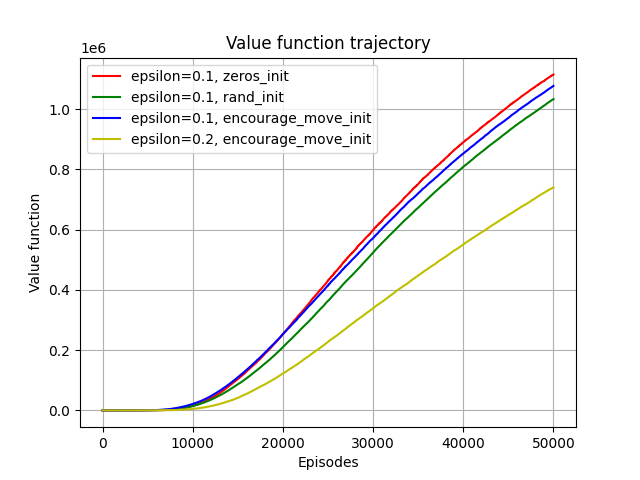 Value function trajectory
1e6
epsilon=0.1, zeros_init
epsilon=0.1, rand_init
epsilon=0.1, encourage_move_init
epsilon=0.2, encourage_move_init
1.0
0.8
0.6
0.4
0.2
0.0
Value function
0 10000 20000 30000 40000 50000
Episodes